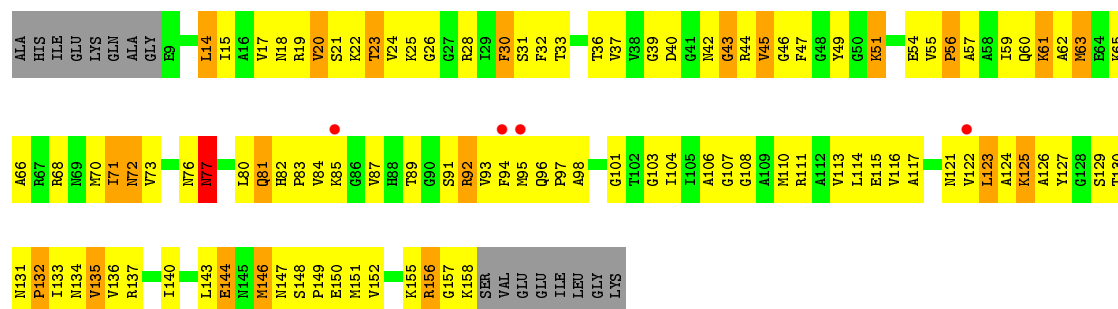 ALA HIS ILE GLU LYS GLN ALA GLY E9 L14 I15 A16 V17 N18 R19 V20 S21 K22 T23 V24 K25 G26 G27 R28 I29 F30 S31 F32 T33 T36 V37 V38 G39 D40 G41 N42 G43 R44 V45 G46 F47 G48 Y49 G50 K51 E54 V55 P56 A57 A58 I59 Q60 K61 A62 M63 E64 K65
A66 R67 R68 N69 M70 I71 N72 V73 N76 N77 L80 Q81 H82 P83 V84 K85 G86 V87 H88 T89 G90 S91 R92 V93 F94 M95 Q96 P97 A98 G101 T102 G103 I104 I105 A106 G107 G108 A109 M110 R111 A112 V113 L114 E115 V116 A117 N121 V122 L123 A124 K125 A126 Y127 G128 S129 T130
N131 P132 I133 N134 V135 V136 R137 I140 L143 E144 N145 M146 N147 S148 P149 E150 M151 V152 K155 R156 G157 K158 SER VAL GLU GLU ILE LEU GLY LYS